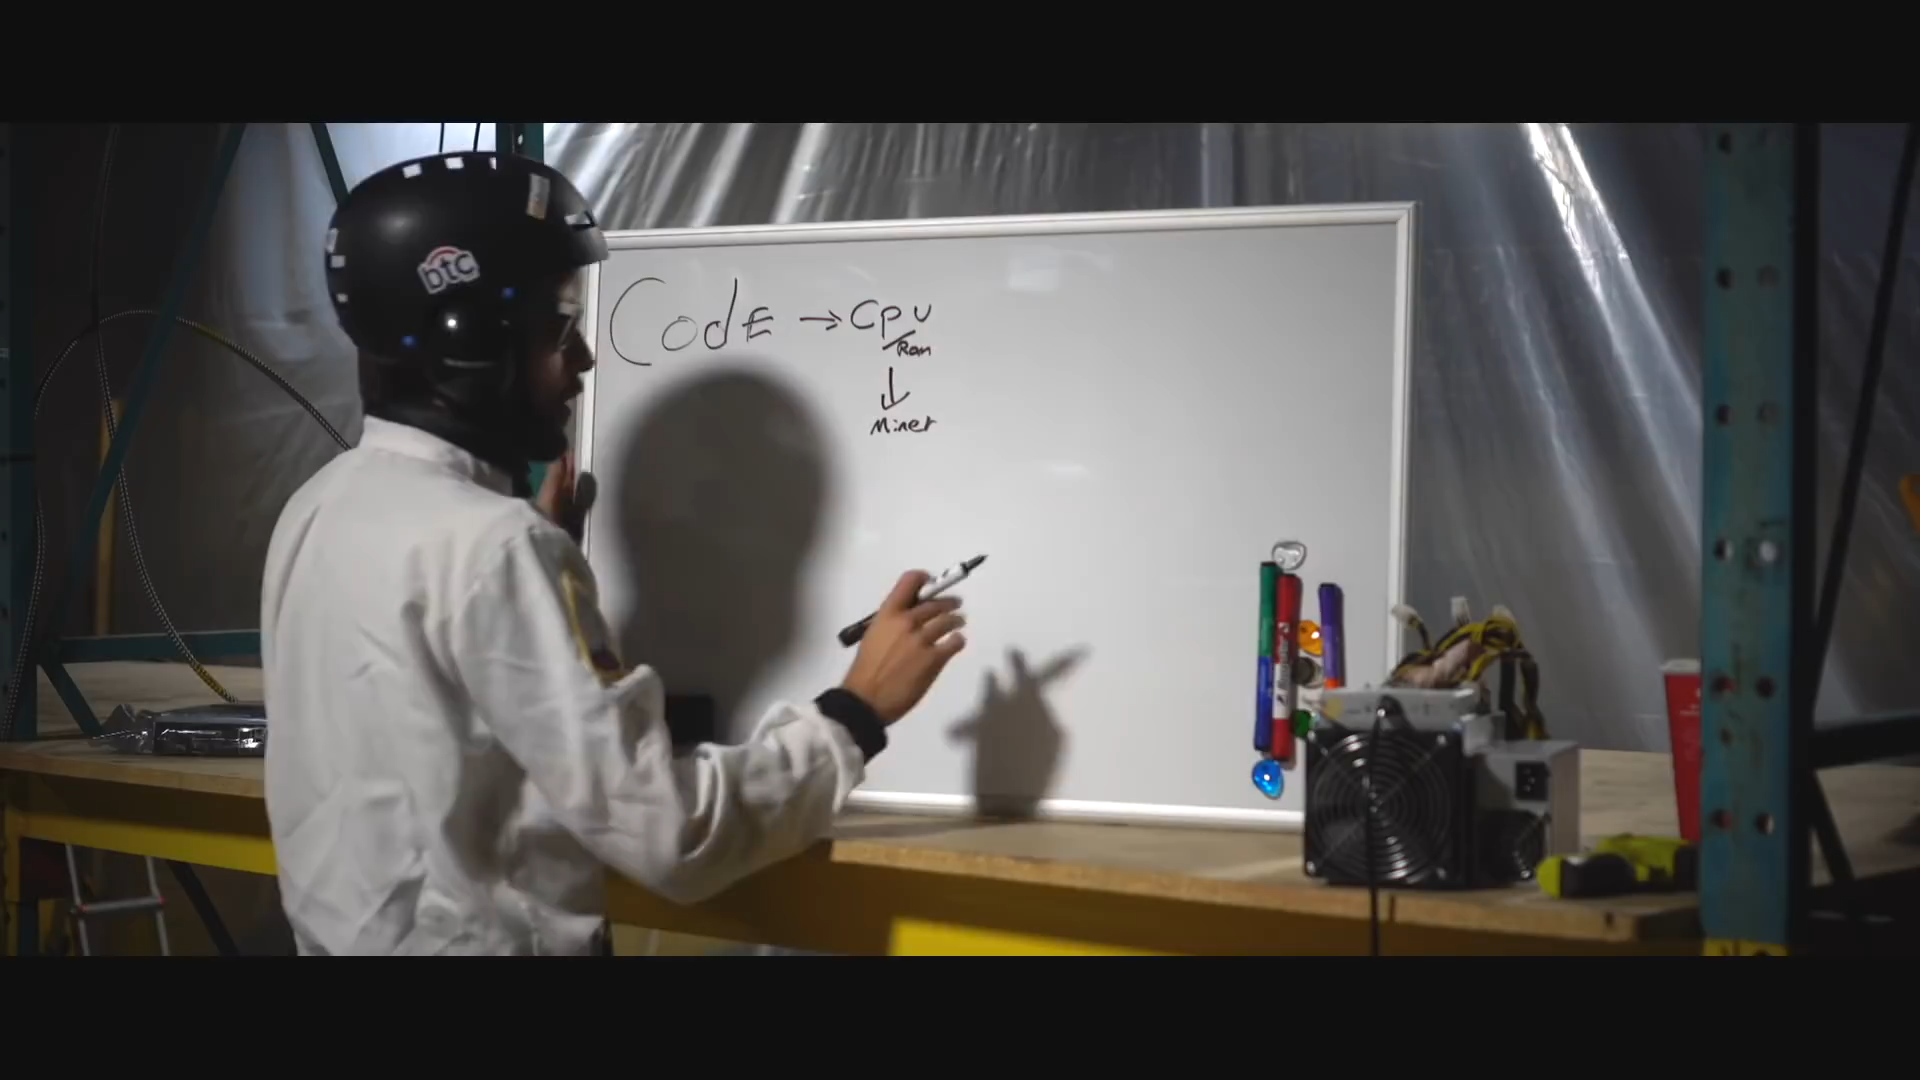 btc
CodE → Cpu
/Ram
↓
Miner